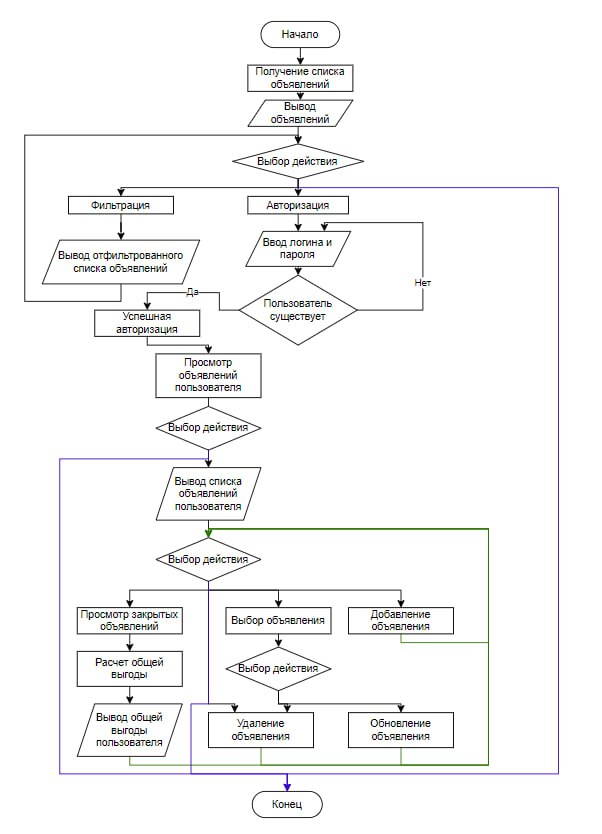 Начало
Получение списка
объявлений
Вывод
объявлений
Выбор действия
Фильтрация
Авторизация
Вывод отфильтрованного
списка объявлений
Ввод логина и
пароля
Нет
Да
Пользователь
существует
Успешная
авторизация
Просмотр
объявлений
пользователя
Выбор действия
Вывод списка
объявлений
пользователя
Выбор действия
Просмотр закрытых
объявлений
Выбор объявления
Добавление
объявления
Расчет общей
выгоды
Выбор действия
Вывод общей
выгоды
пользователя
Удаление
объявления
Обновление
объявления
Конец